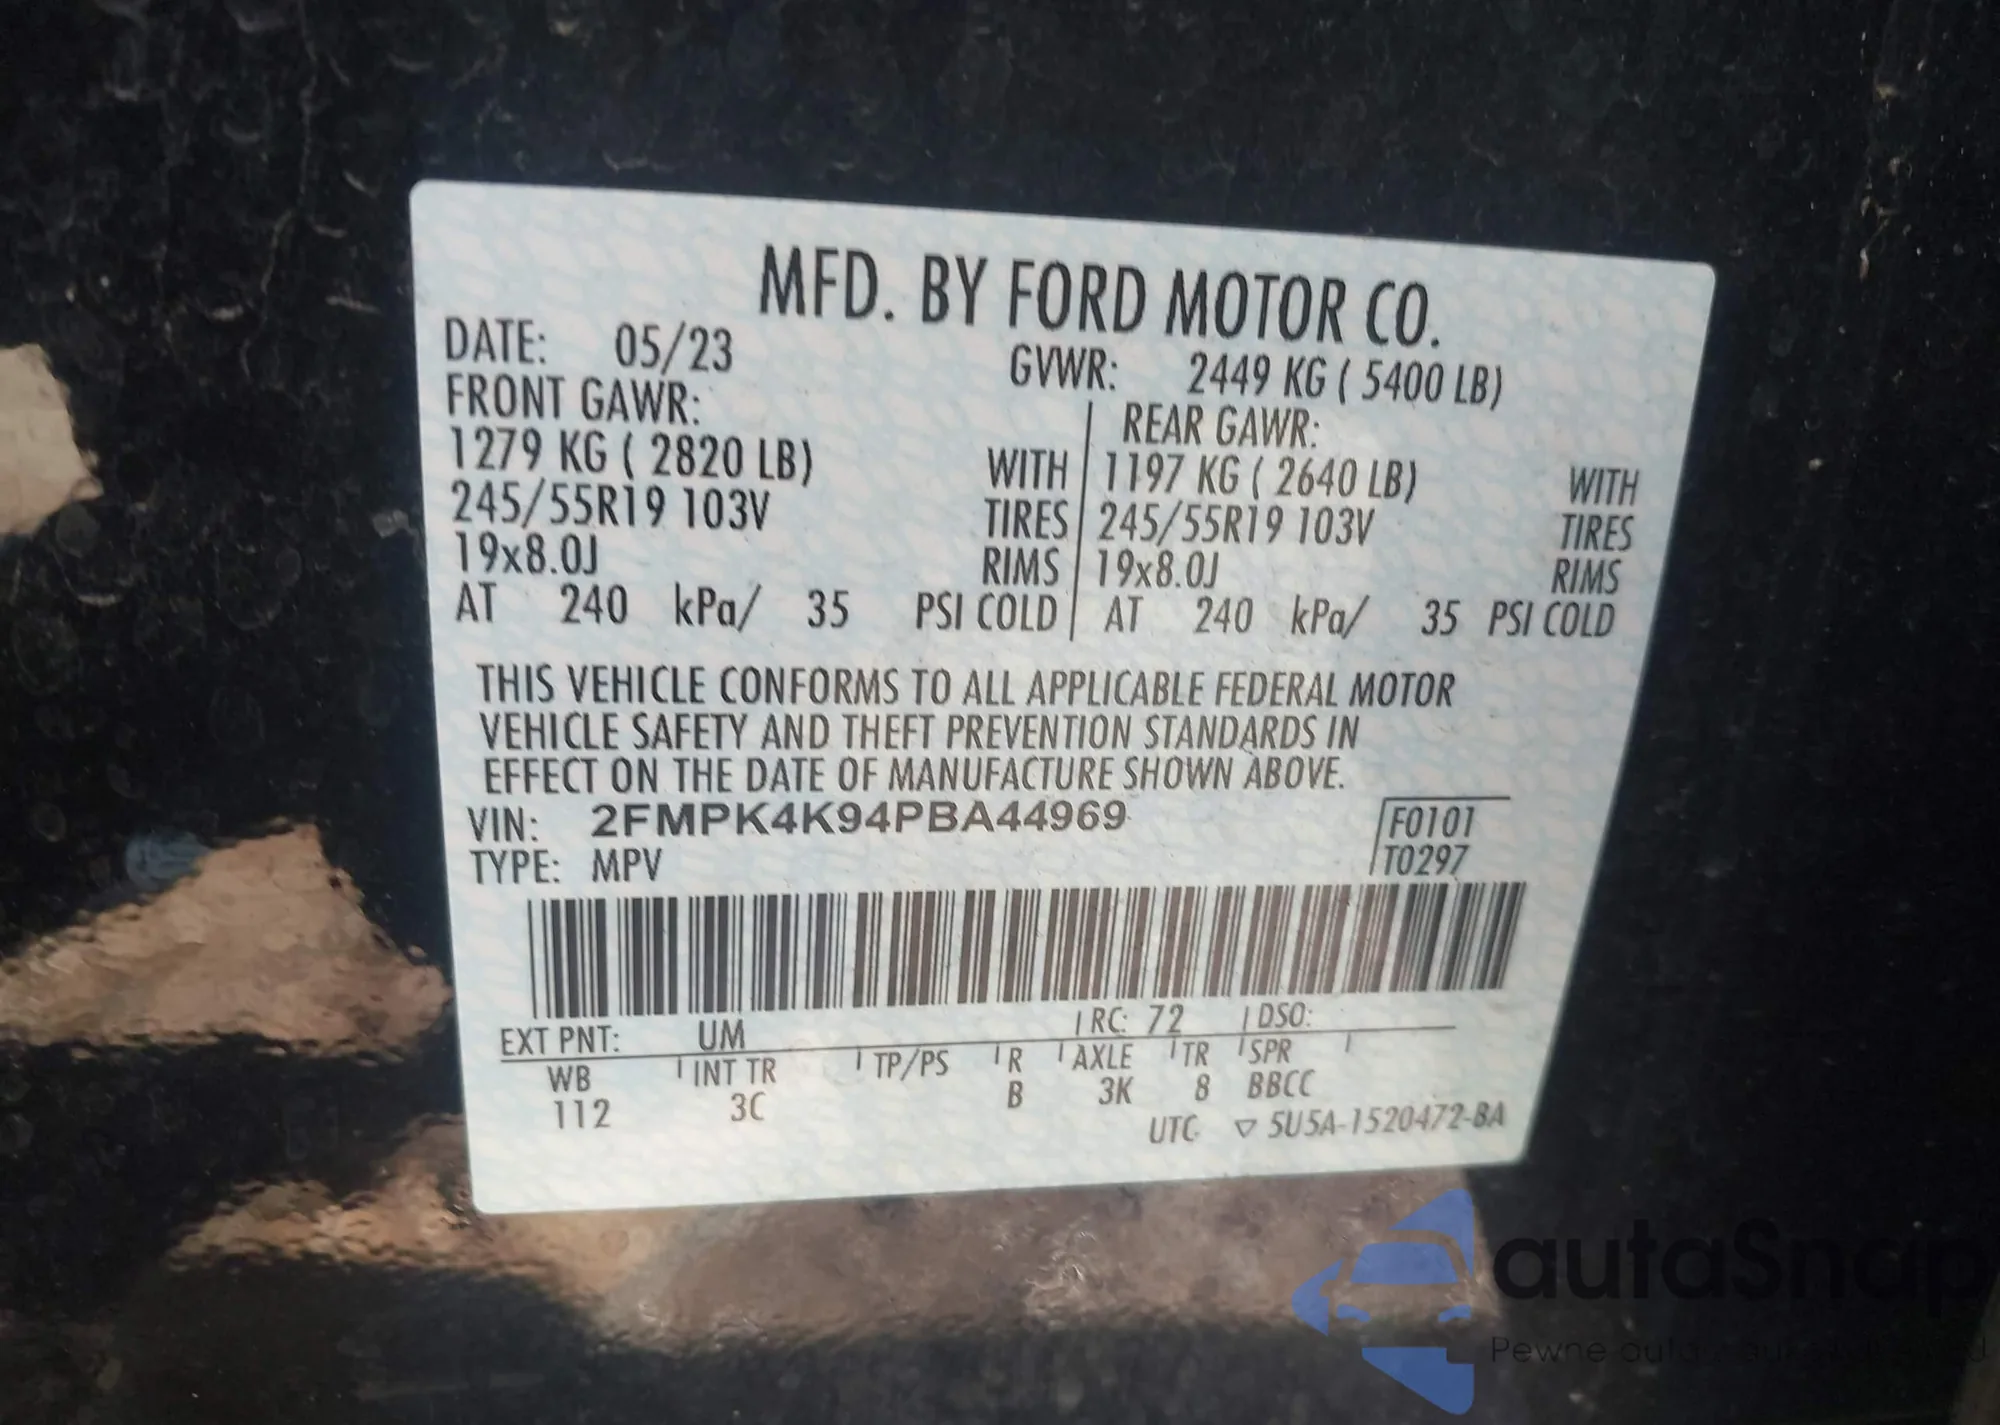 MFD. BY FORD MOTOR CO.
DATE: 05/23 GVWR: 2449 KG ( 5400 LB)
FRONT GAWR: REAR GAWR:
1279 KG ( 2820 LB) WITH 1197 KG ( 2640 LB) WITH
245/55R19 103V TIRES 245/55R19 103V TIRES
19x8.0J RIMS 19x8.0J RIMS
AT 240 kPa/ 35 PSI COLD AT 240 kPa/ 35 PSI COLD
THIS VEHICLE CONFORMS TO ALL APPLICABLE FEDERAL MOTOR
VEHICLE SAFETY AND THEFT PREVENTION STANDARDS IN
EFFECT ON THE DATE OF MANUFACTURE SHOWN ABOVE.
VIN: 2FMPK4K94PBA44969 F0101
TYPE: MPV T0297
EXT PNT: UM RC: 72 DSO:
WB INT TR TP/PS R AXLE TR SPR
112 3C B 3K 8 BBCC
UTC ▽ 5U5A-1520472-BA
autaSnap
Pewne auta